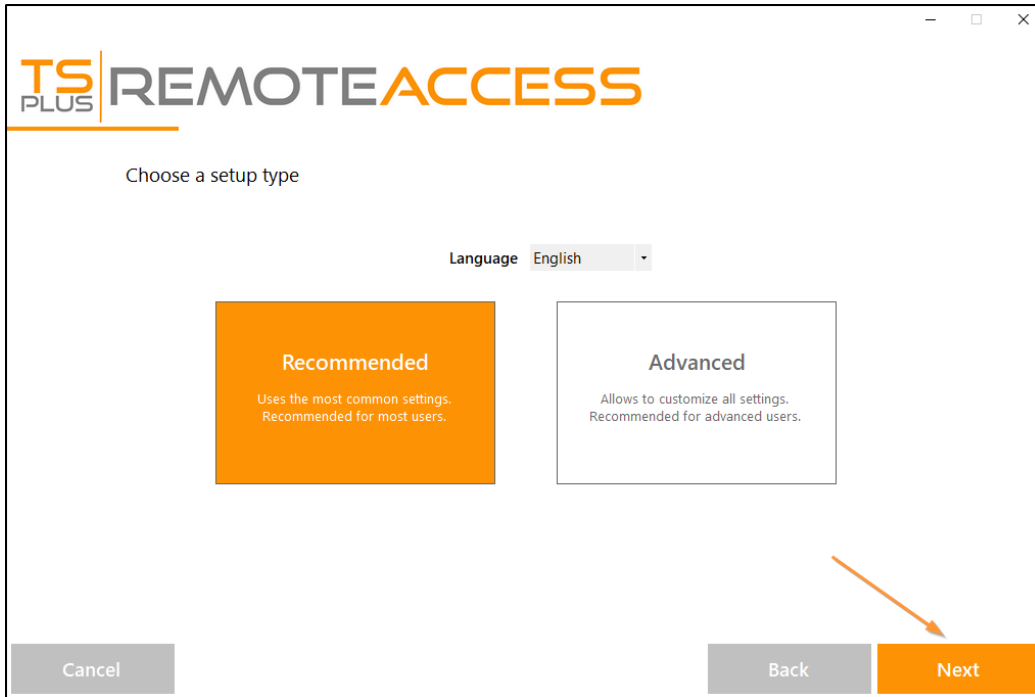 TS PLUS REMOTEACCESS
Choose a setup type
Language English
Recommended
Uses the most common settings.
Recommended for most users.
Advanced
Allows to customize all settings.
Recommended for advanced users.
Cancel
Back
Next